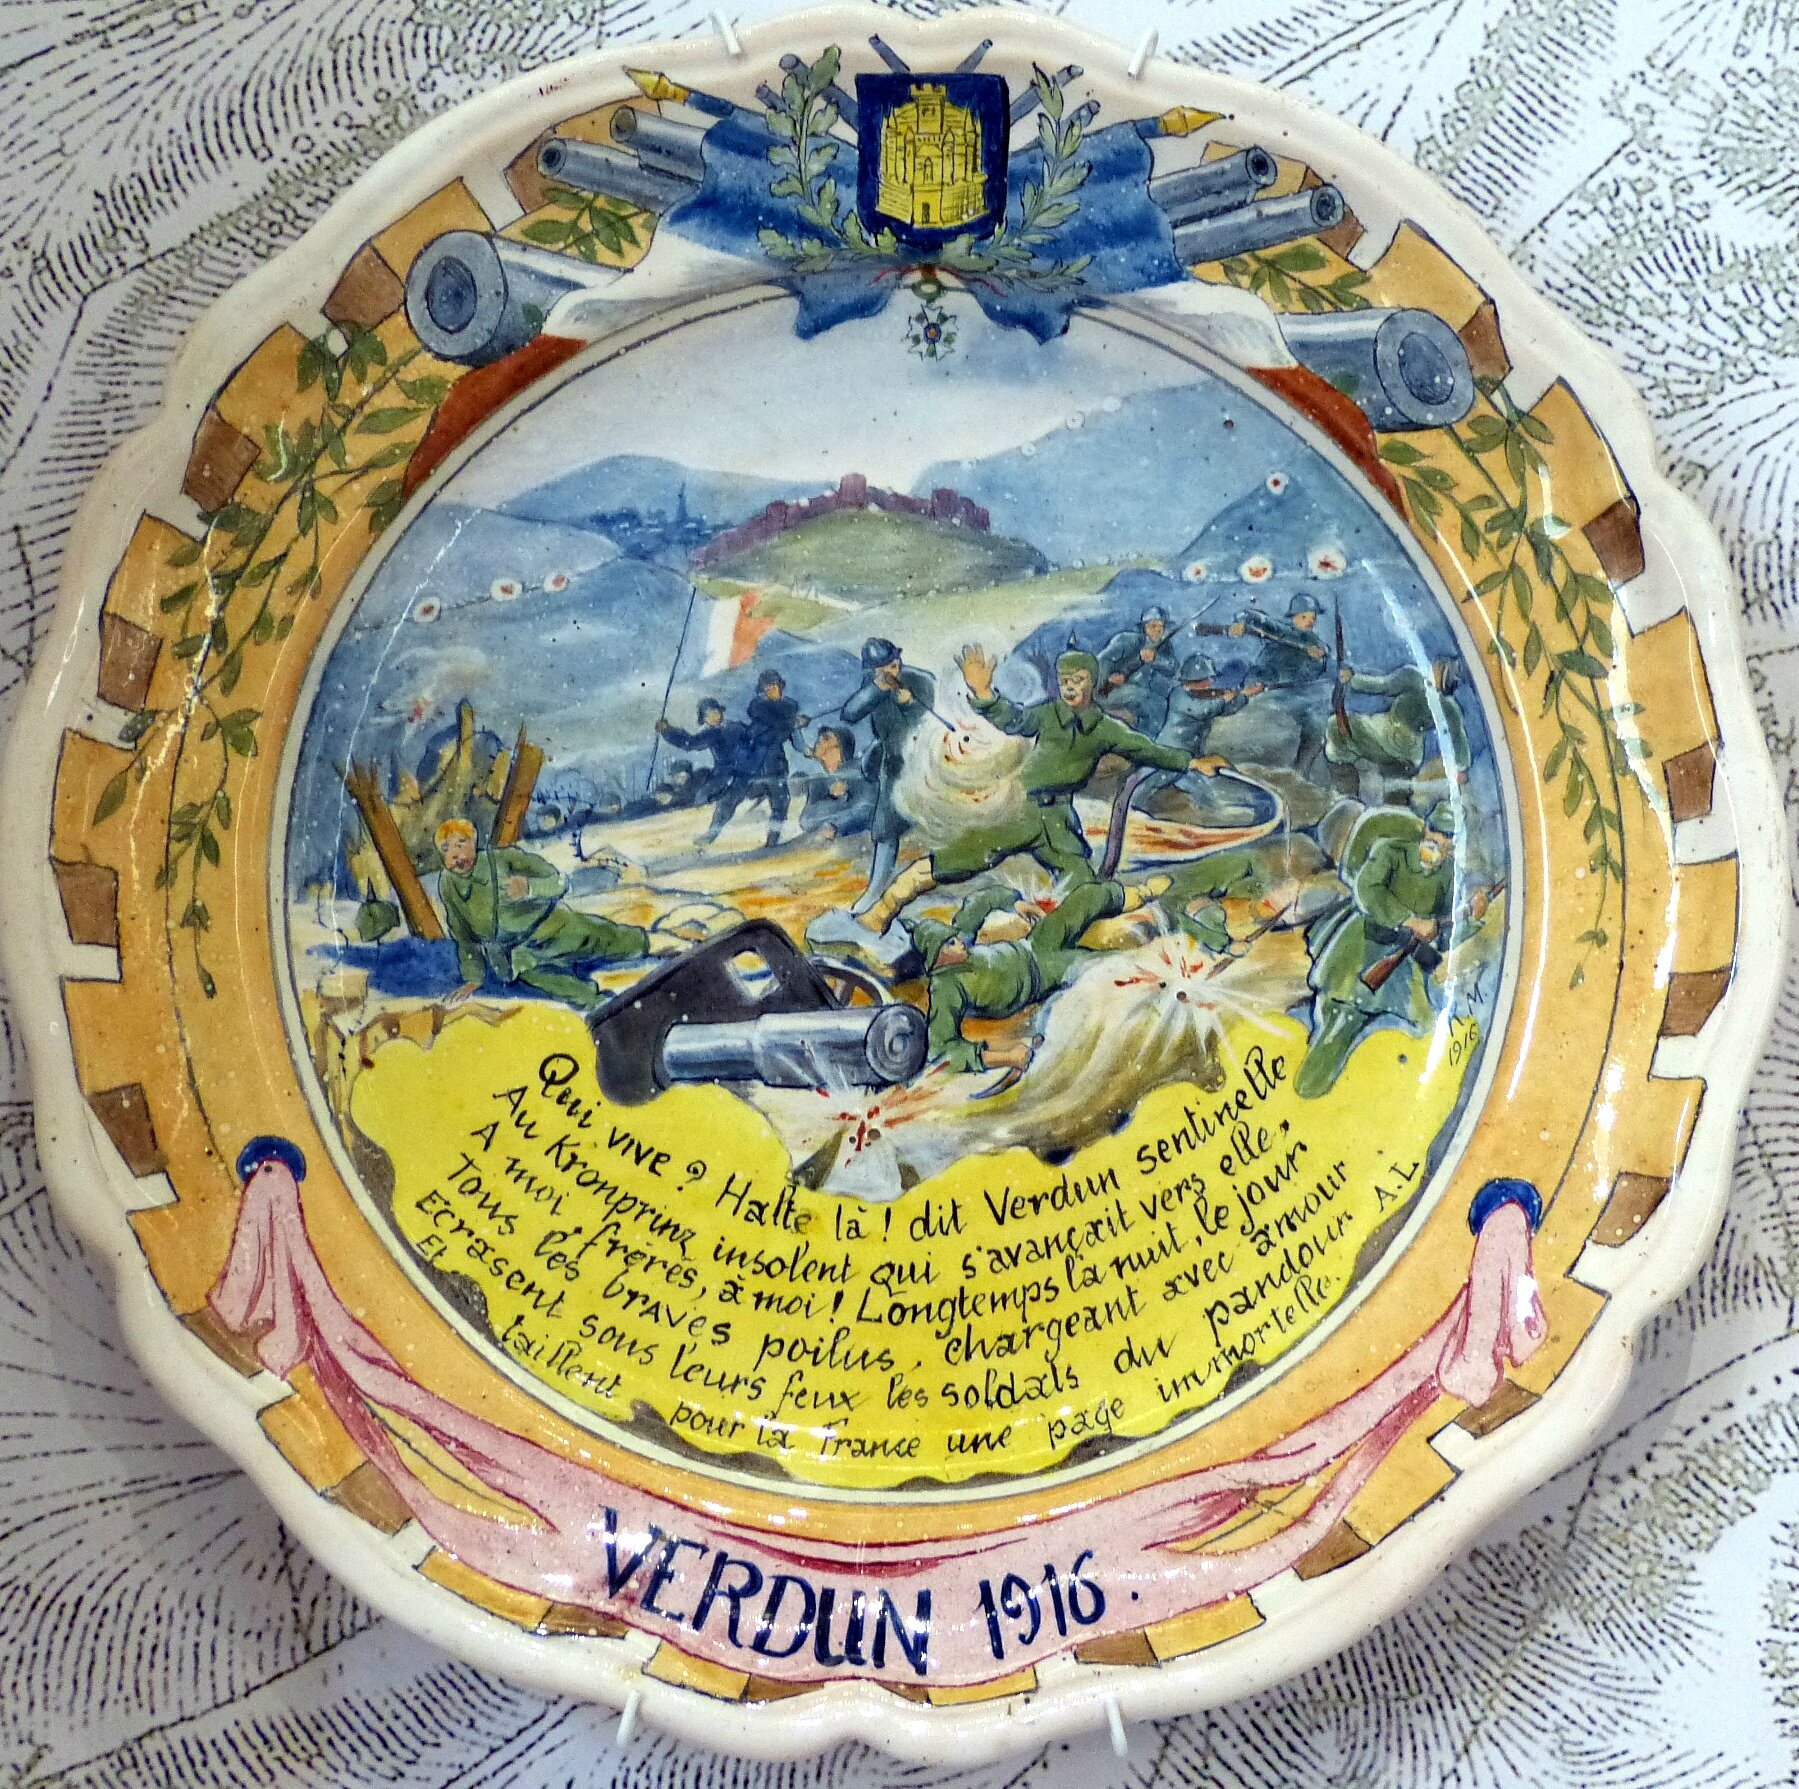 A.M.
1916
Qui vive ? Halte là ! dit Verdun sentinelle
Au Kronprinz insolent qui s'avançait vers elle,
A moi, frères, à moi ! Longtemps la nuit, le jour
Tous les braves poilus, chargeant avec amour
Ecrasent sous leurs feux les soldats du pandour
Et taillent pour la France une page immortelle.
A.L
VERDUN 1916.